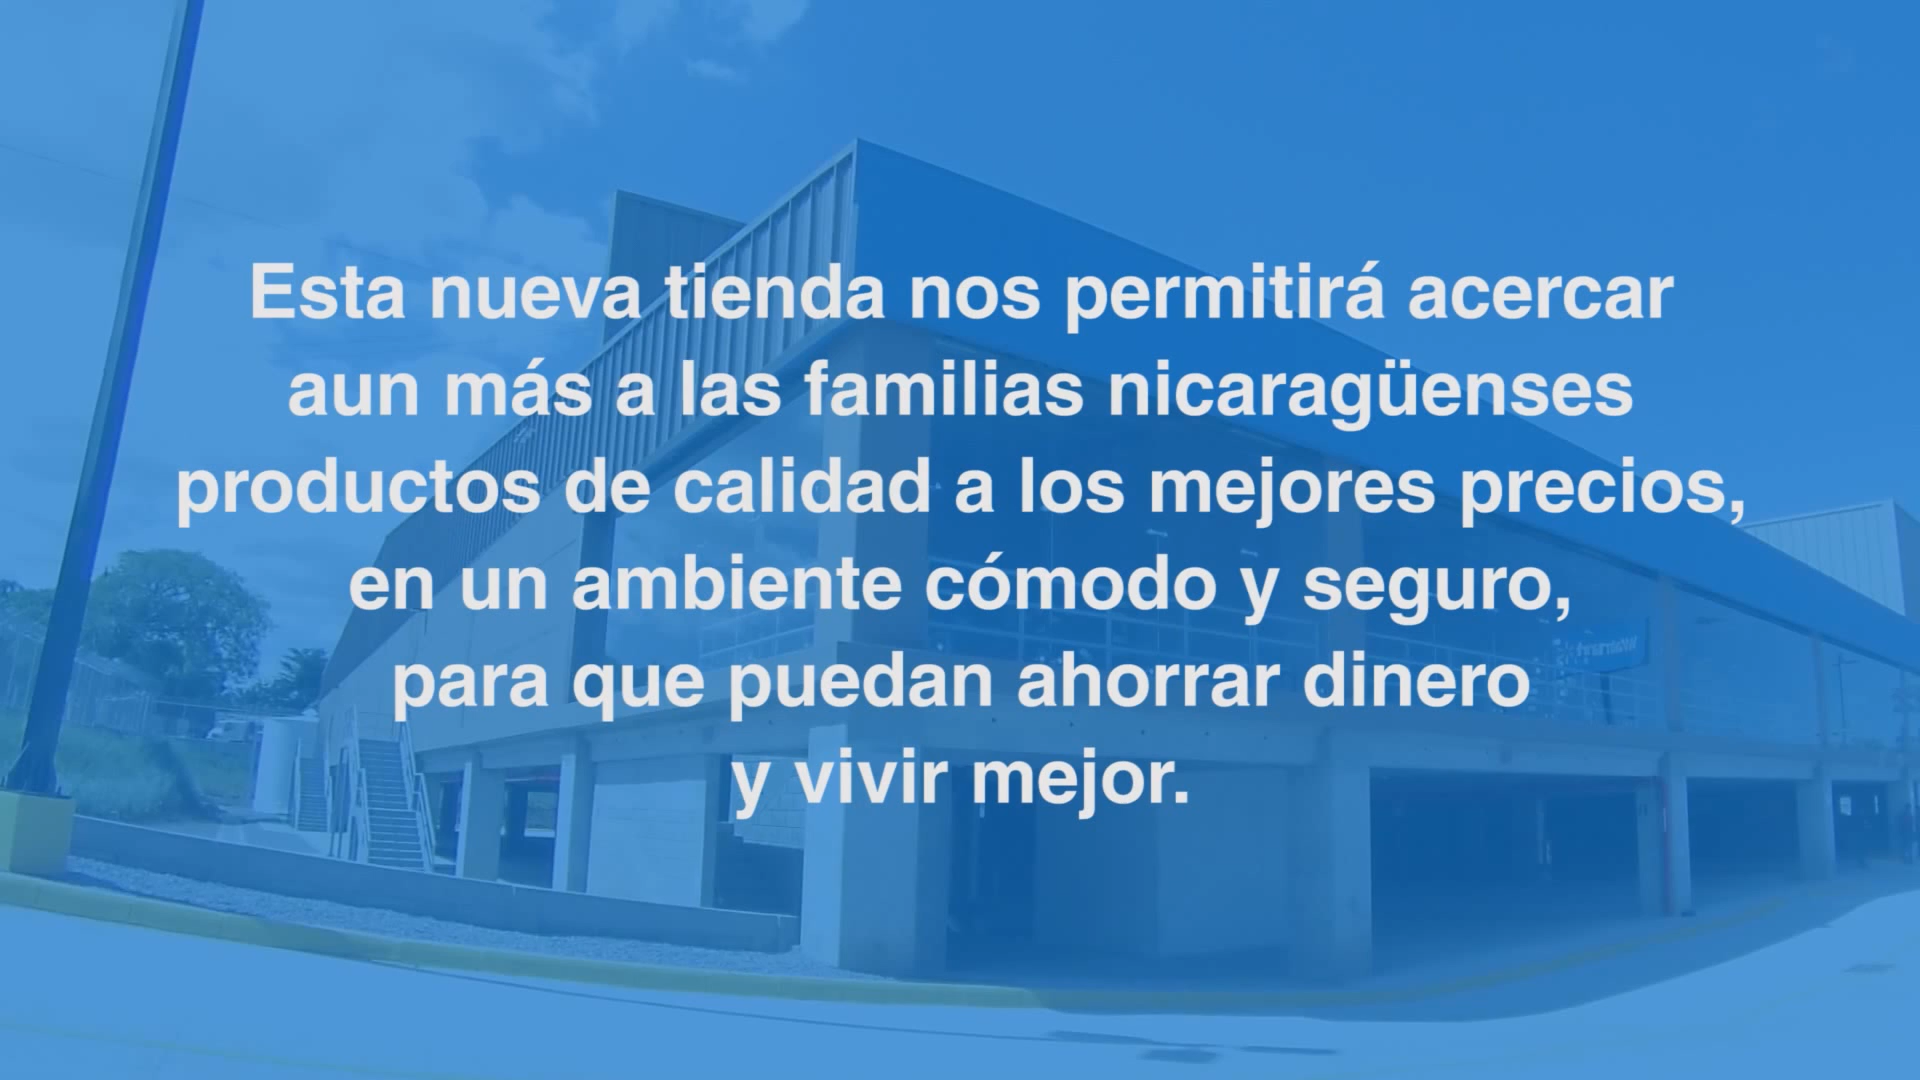 Esta nueva tienda nos permitirá acercar
aun más a las familias nicaragüenses
productos de calidad a los mejores precios,
en un ambiente cómodo y seguro,
para que puedan ahorrar dinero
y vivir mejor.